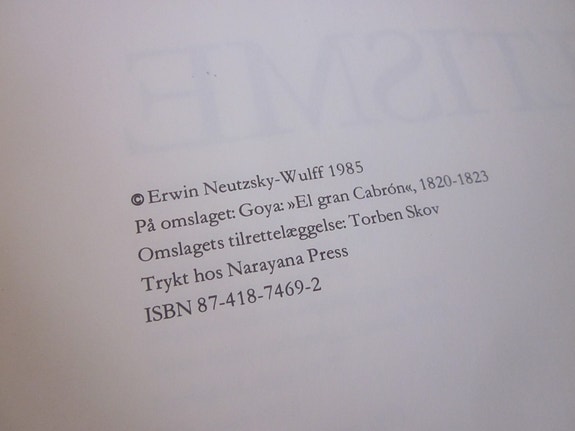 © Erwin Neutzsky-Wulff 1985
På omslaget: Goya: »El gran Cabrón«, 1820-1823
Omslagets tilrettelæggelse: Torben Skov
Trykt hos Narayana Press
ISBN 87-418-7469-2